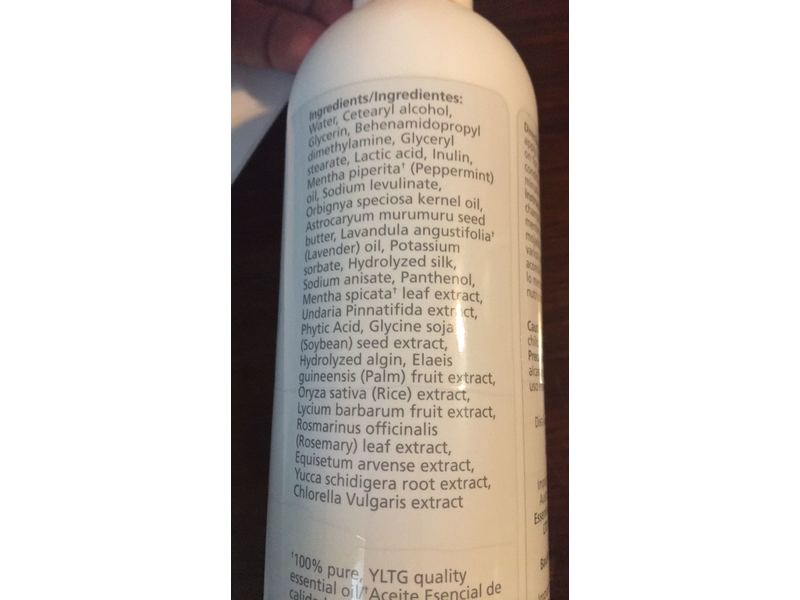 Ingredients/Ingredientes:
Water, Cetearyl alcohol,
Glycerin, Behenamidopropyl
dimethylamine, Glyceryl
stearate, Lactic acid, Inulin,
Mentha piperita† (Peppermint)
oil, Sodium levulinate,
Orbignya speciosa kernel oil,
Astrocaryum murumuru seed
butter, Lavandula angustifolia†
(Lavender) oil, Potassium
sorbate, Hydrolyzed silk,
Sodium anisate, Panthenol,
Mentha spicata† leaf extract,
Undaria Pinnatifida extract,
Phytic Acid, Glycine soja
(Soybean) seed extract,
Hydrolyzed algin, Elaeis
guineensis (Palm) fruit extract,
Oryza sativa (Rice) extract,
Lycium barbarum fruit extract,
Rosmarinus officinalis
(Rosemary) leaf extract,
Equisetum arvense extract,
Yucca schidigera root extract,
Chlorella Vulgaris extract
†100% pure, YLTG quality
essential oil/†Aceite Esencial de